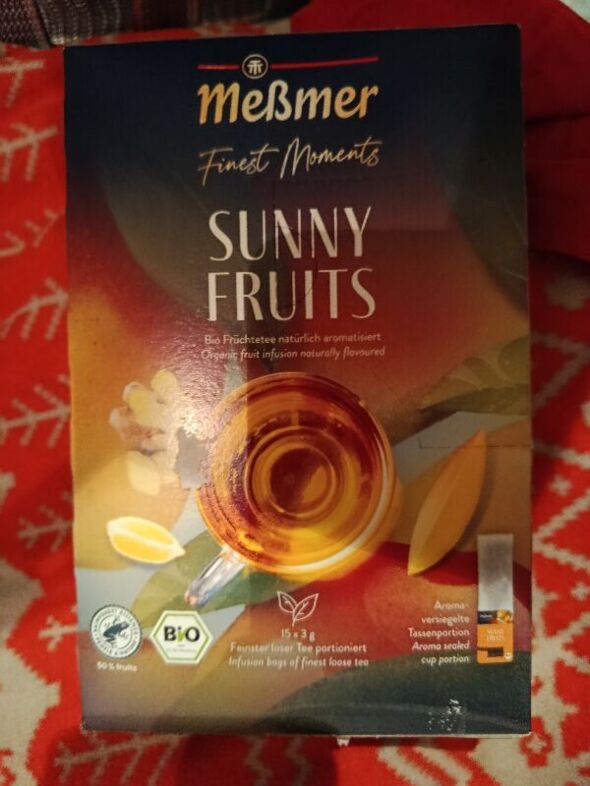 Meßmer
Finest Moments
SUNNY
FRUITS
Bio Früchtetee natürlich aromatisiert
Organic fruit infusion naturally flavoured
Aroma-
versiegelte
Tassenportion
Aroma sealed
cup portion
BIO
50% fruits
15 x 3 g
Feinster loser Tee portioniert
Infusion bags of finest loose tea